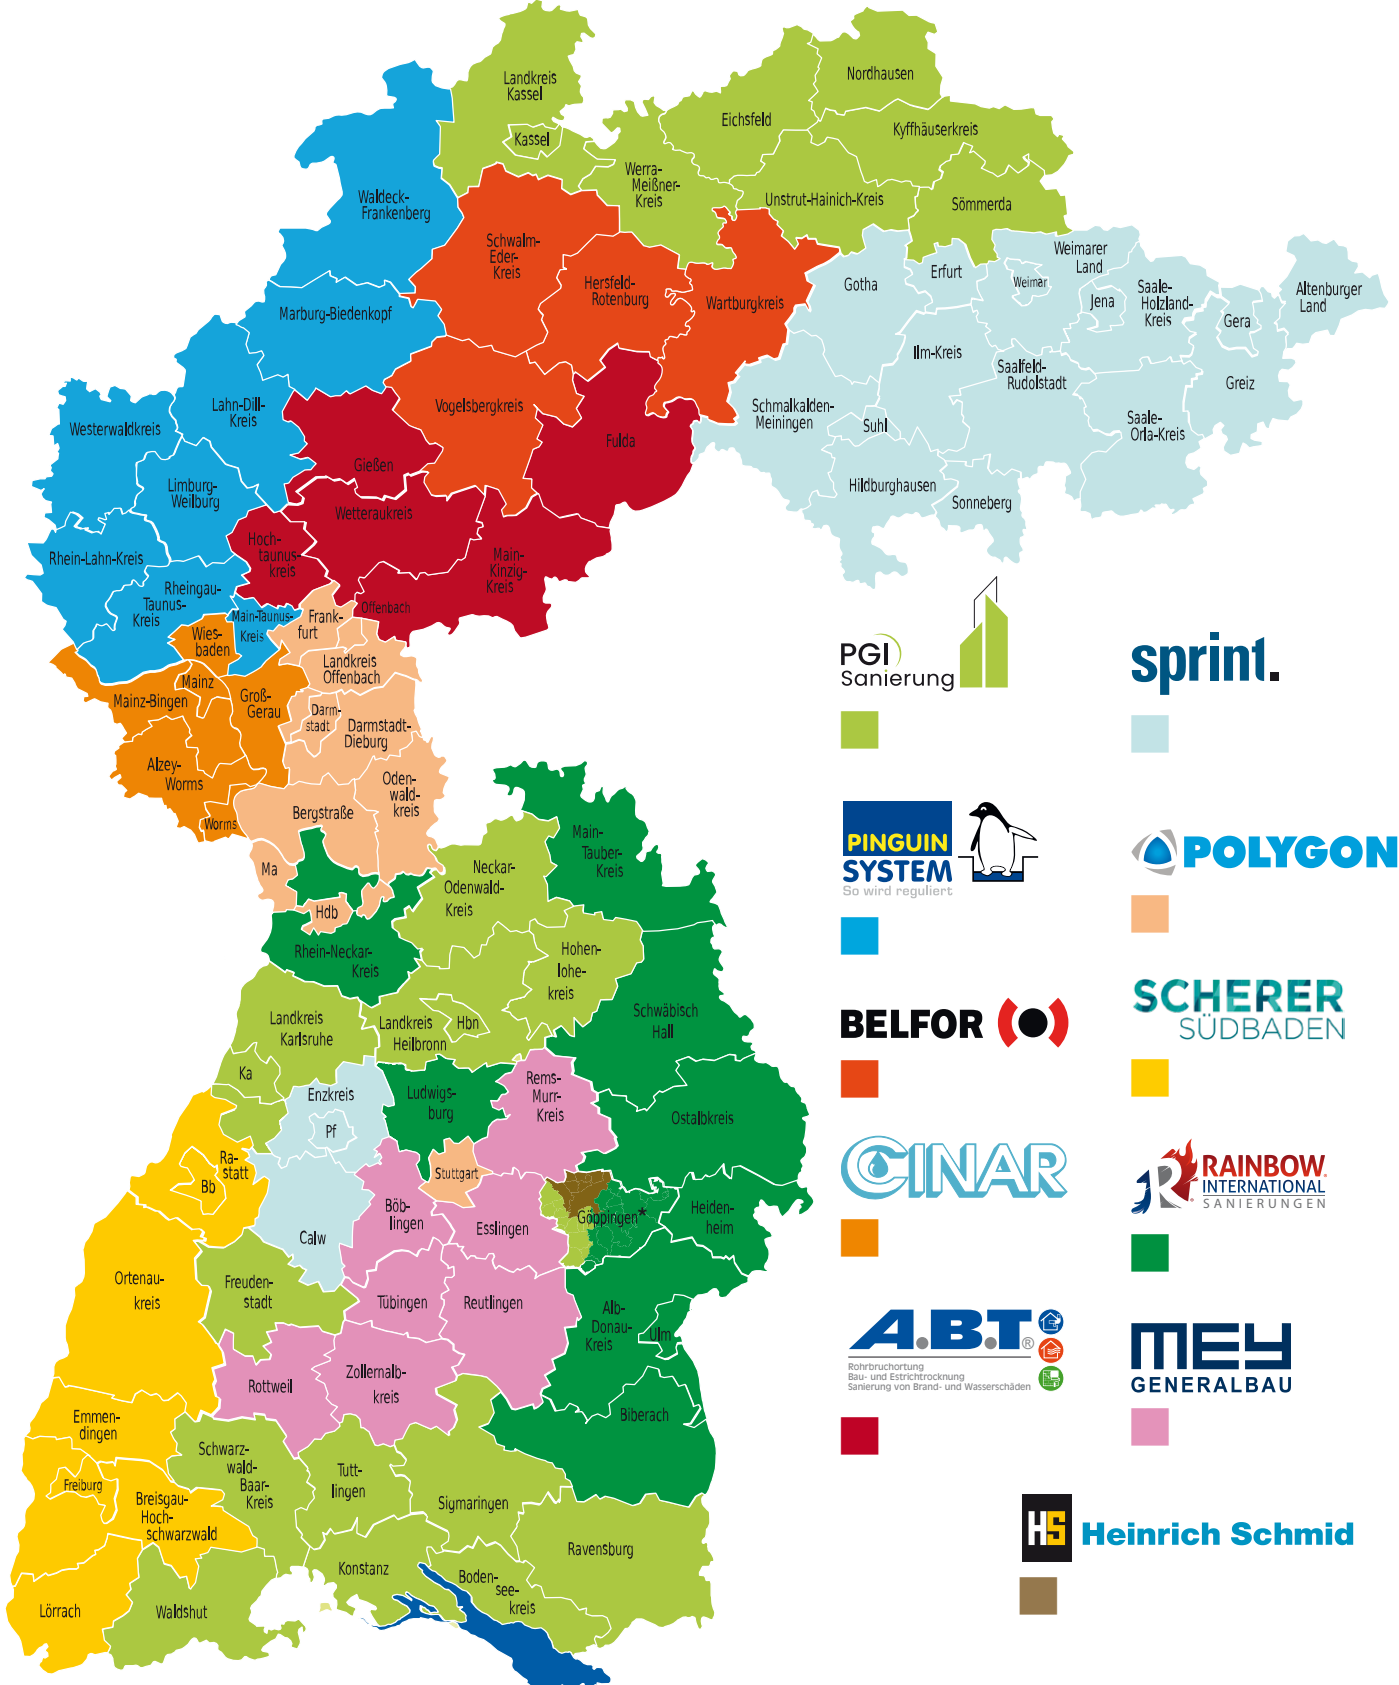 Landkreis
Kassel
Kassel
Nordhausen
Eichsfeld
Kyffhäuserkreis
Werra-
Meißner-
Kreis
Unstrut-Hainich-Kreis
Sömmerda
Waldeck-
Frankenberg
Schwalm-
Eder-
Kreis
Hersfeld-
Rotenburg
Wartburgkreis
Gotha
Erfurt
Weimarer
Land
Weimar
Jena
Saale-
Holzland-
Kreis
Gera
Altenburger
Land
Marburg-Biedenkopf
Ilm-Kreis
Saalfeld-
Rudolstadt
Greiz
Lahn-Dill-
Kreis
Vogelsbergkreis
Schmalkalden-
Meiningen
Suhl
Saale-
Orla-Kreis
Westerwaldkreis
Gießen
Fulda
Limburg-
Weilburg
Hildburghausen
Sonneberg
Wetteraukreis
Rhein-Lahn-Kreis
Hoch-
taunus-
kreis
Main-
Kinzig-
Kreis
Rheingau-
Taunus-
Kreis
Main-Taunus-
Kreis
Frank-
furt
Offenbach
Wies-
baden
Landkreis
Offenbach
Mainz
Mainz-Bingen
Groß-
Gerau
Darm-
stadt
Darmstadt-
Dieburg
Alzey-
Worms
Oden-
wald-
kreis
Worms
Bergstraße
PGI
Sanierung
sprint.
PINGUIN
SYSTEM
So wird reguliert
POLYGON
BELFOR
SCHERER
SÜDBADEN
CINAR
RAINBOW
INTERNATIONAL
SANIERUNGEN
A.B.T®
Rohrbruchortung
Bau- und Estrichtrocknung
Sanierung von Brand- und Wasserschäden
MEY
GENERALBAU
HS
Heinrich Schmid
Main-
Tauber-
Kreis
Ma
Neckar-
Odenwald-
Kreis
Hdb
Rhein-Neckar-
Kreis
Hohen-
lohe-
kreis
Schwäbisch
Hall
Landkreis
Karlsruhe
Landkreis
Heilbronn
Hbn
Ka
Enzkreis
Pf
Ludwigs-
burg
Rems-
Murr-
Kreis
Ostalbkreis
Ra-
statt
Bb
Stuttgart
Böb-
lingen
Esslingen
Göppingen*
Heiden-
heim
Calw
Ortenau-
kreis
Freuden-
stadt
Tübingen
Reutlingen
Alb-
Donau-
Kreis
Ulm
Rottweil
Zollernalb-
kreis
Emmen-
dingen
Biberach
Schwarz-
wald-
Baar-
Kreis
Tutt-
lingen
Freiburg
Breisgau-
Hoch-
schwarzwald
Sigmaringen
Ravensburg
Konstanz
Boden-
see-
kreis
Lörrach
Waldshut